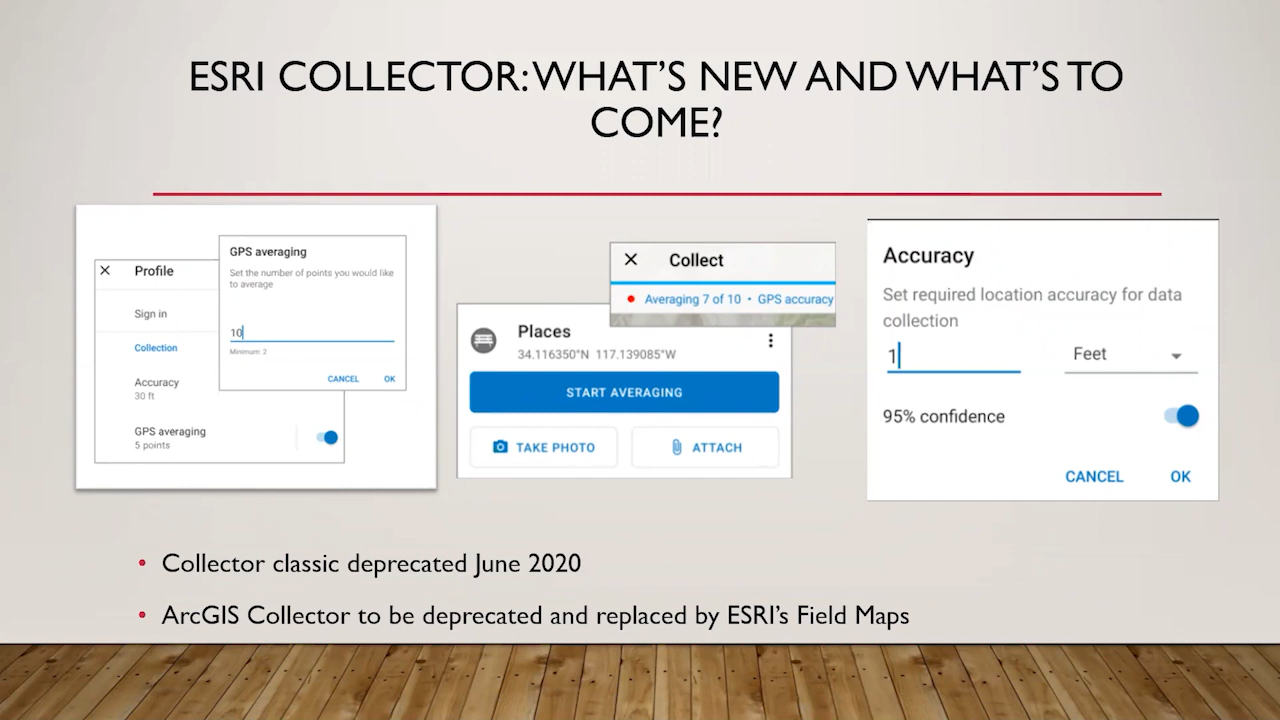 ESRI COLLECTOR: WHAT'S NEW AND WHAT'S TO
COME?
Profile
Sign in
Collection
Accuracy
30 ft
GPS averaging
5 points
GPS averaging
Set the number of points you would like
to average
10
Minimum: 2
CANCEL OK
Collect
Averaging 7 of 10 • GPS accuracy
Places
34.116350°N 117.139085°W
START AVERAGING
TAKE PHOTO ATTACH
Accuracy
Set required location accuracy for data
collection
1 Feet
95% confidence
CANCEL OK
• Collector classic deprecated June 2020
• ArcGIS Collector to be deprecated and replaced by ESRI's Field Maps